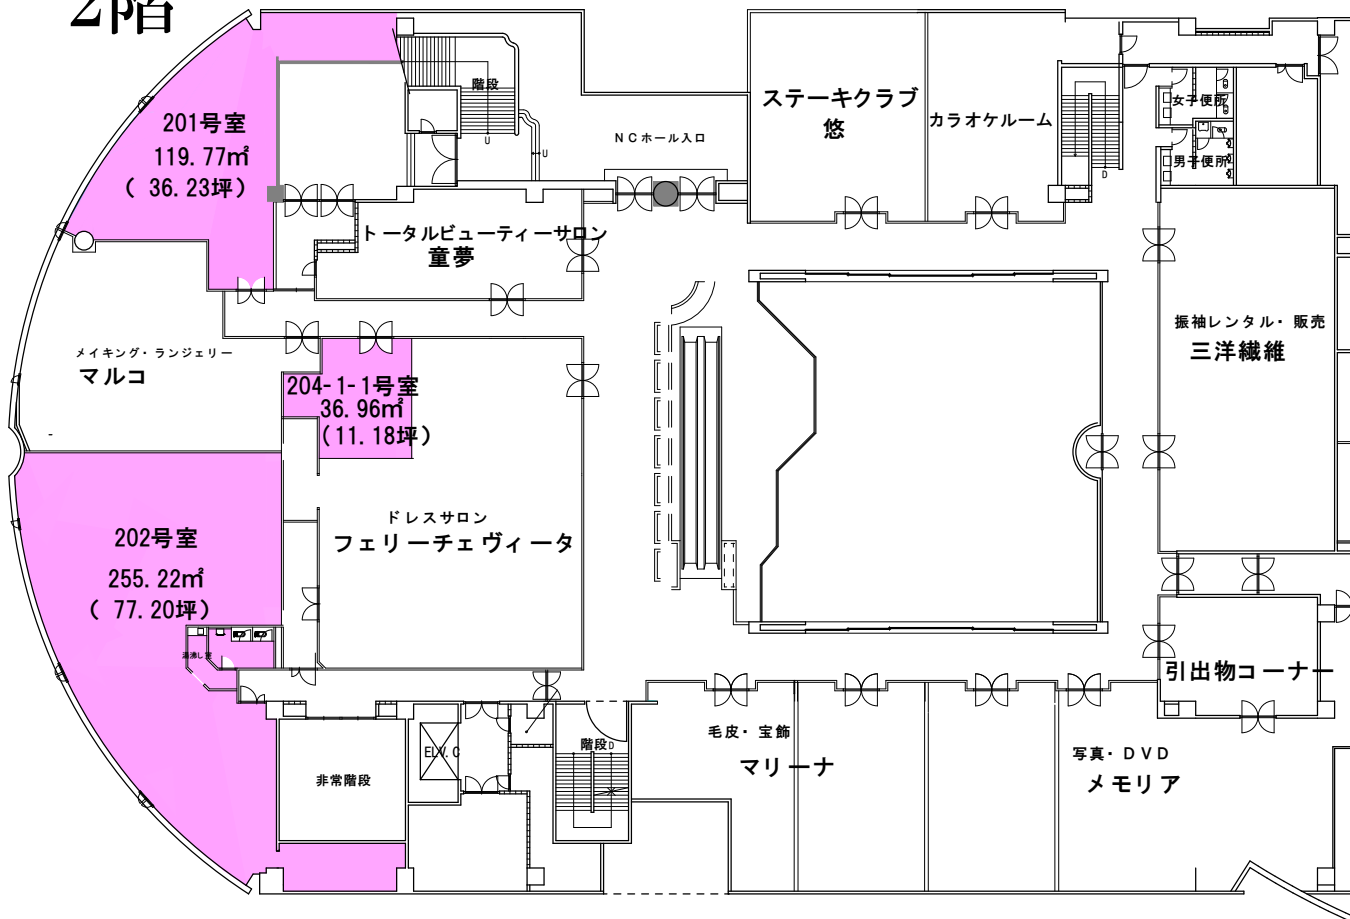 2階
201号室
119.77㎡
( 36.23坪)
階段
U
U
NCホール入口
ステーキクラブ
悠
カラオケルーム
D
女子便所
男子便所
トータルビューティーサロン
童夢
メイキング・ランジェリー
マルコ
204-1-1号室
36.96㎡
(11.18坪)
振袖レンタル・販売
三洋繊維
202号室
255.22㎡
( 77.20坪)
湯沸し室
ドレスサロン
フェリーチェヴィータ
引出物コーナー
ELV.C
非常階段
階段D
毛皮・宝飾
マリーナ
写真・DVD
メモリア